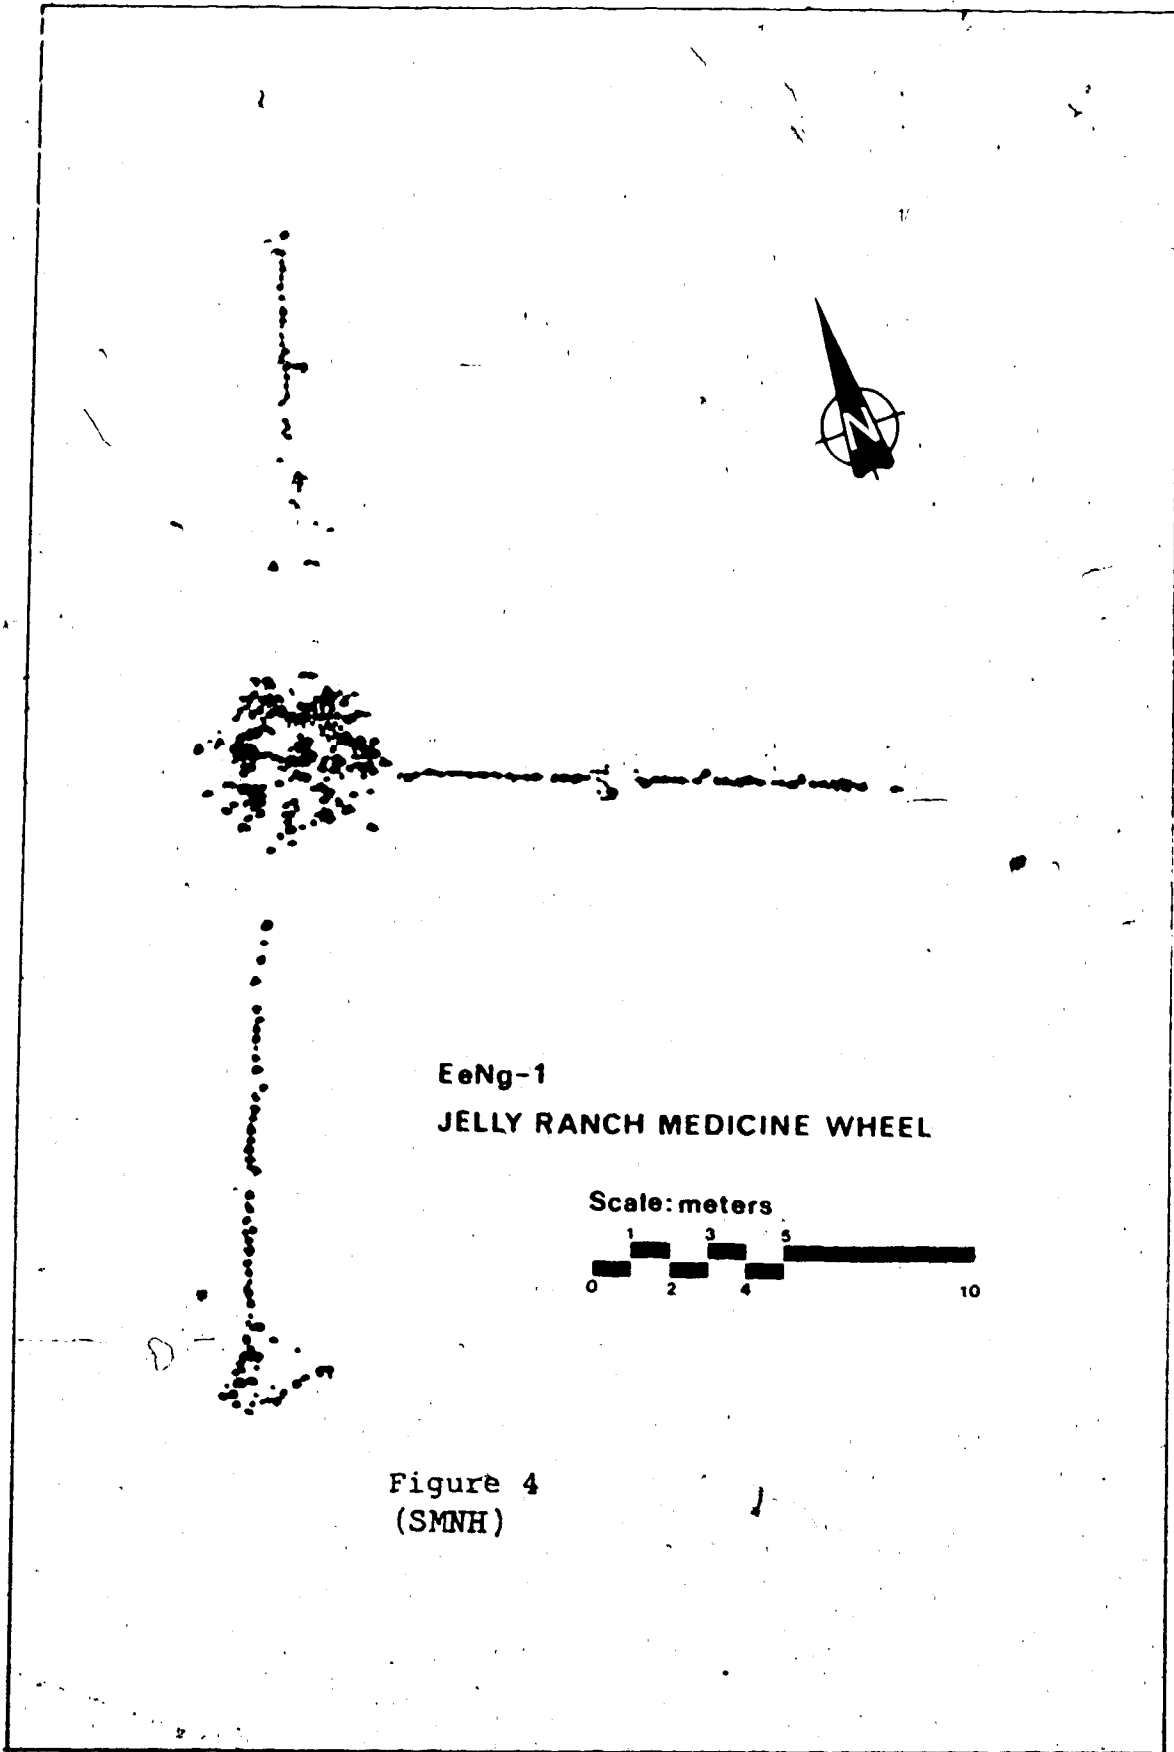 N
EeNg-1
JELLY RANCH MEDICINE WHEEL
Scale: meters
1 3 5
0 2 4 10
Figure 4
(SMNH)